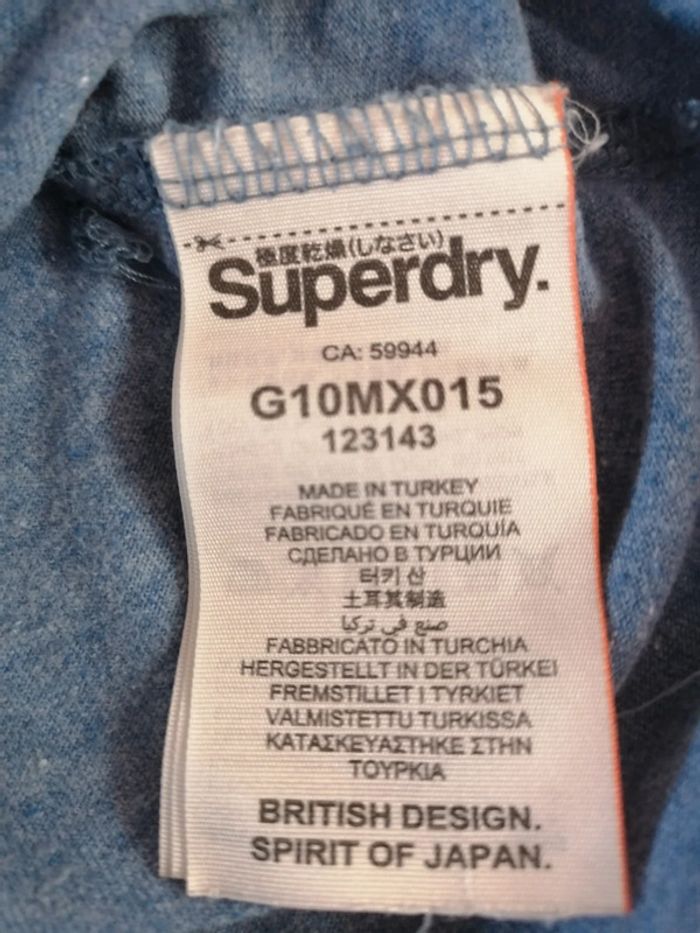 極度乾燥(しなさい)
Superdry.
CA: 59944
G10MX015
123143
MADE IN TURKEY
FABRIQUÉ EN TURQUIE
FABRICADO EN TURQUÍA
СДЕЛАНО В ТУРЦИИ
터키 산
土耳其制造
صنع في تركيا
FABBRICATO IN TURCHIA
HERGESTELLT IN DER TÜRKEI
FREMSTILLET I TYRKIET
VALMISTETTU TURKISSA
ΚΑΤΑΣΚΕΥΑΣΤΗΚΕ ΣΤΗΝ
ΤΟΥΡΚΙΑ
BRITISH DESIGN.
SPIRIT OF JAPAN.